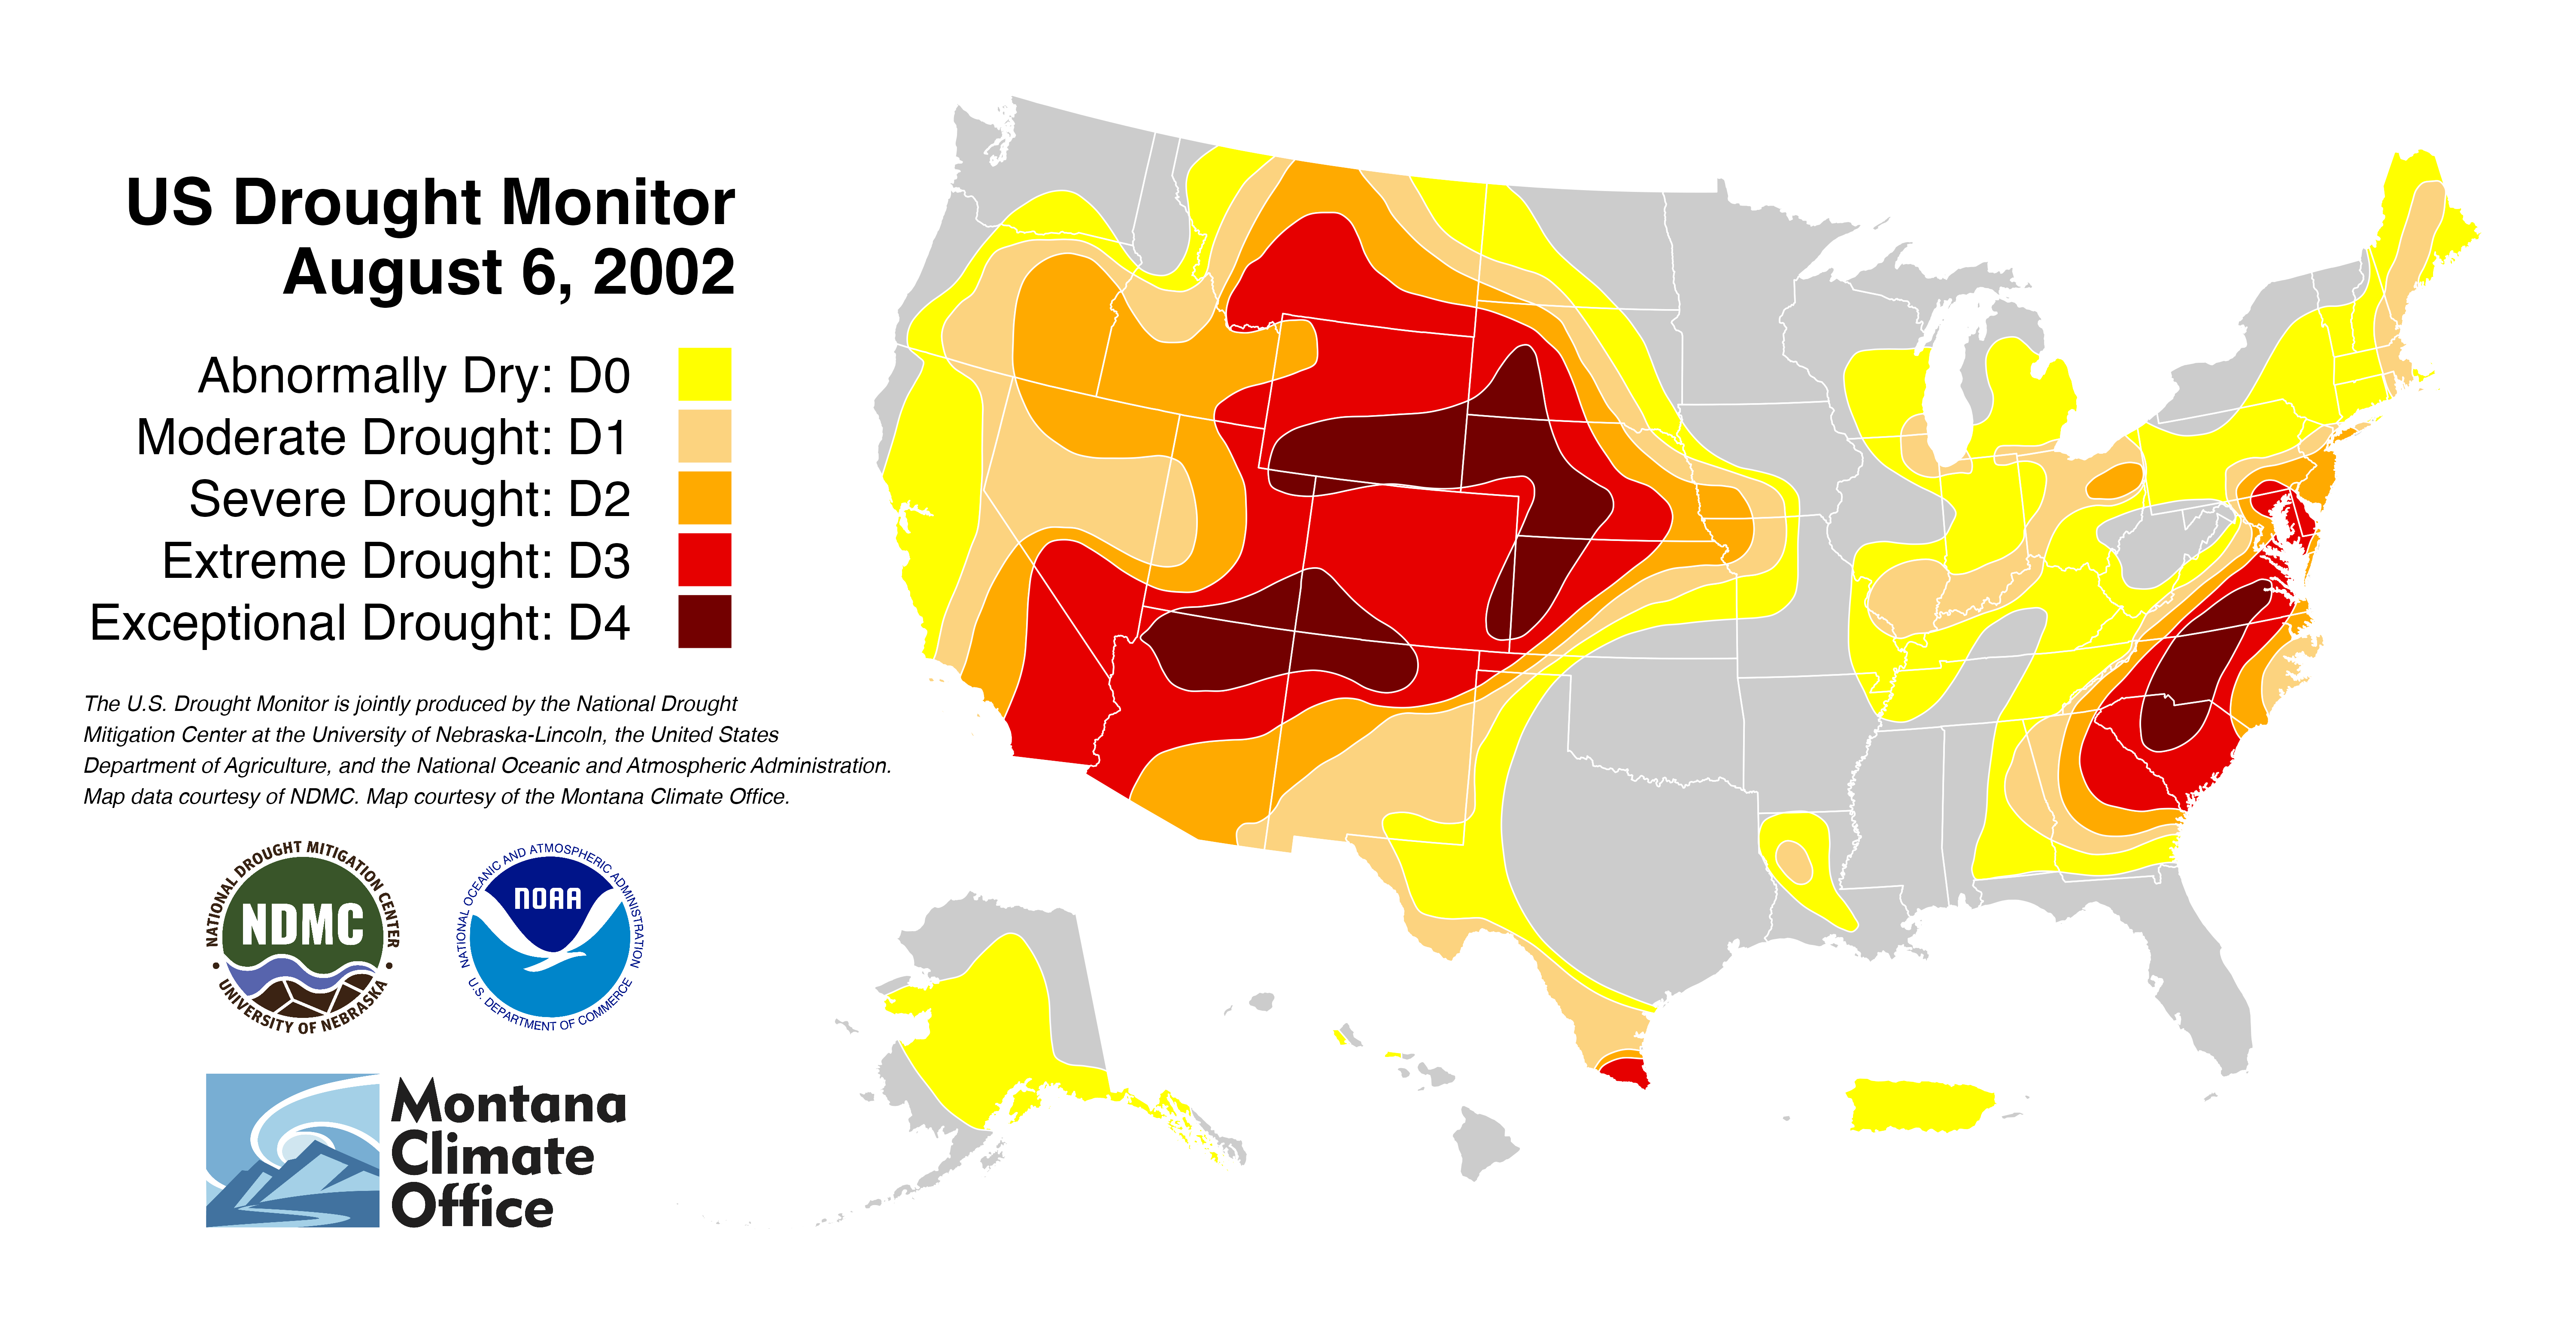 US Drought Monitor
August 6, 2002
Abnormally Dry: D0
Moderate Drought: D1
Severe Drought: D2
Extreme Drought: D3
Exceptional Drought: D4
The U.S. Drought Monitor is jointly produced by the National Drought
Mitigation Center at the University of Nebraska-Lincoln, the United States
Department of Agriculture, and the National Oceanic and Atmospheric Administration.
Map data courtesy of NDMC. Map courtesy of the Montana Climate Office.
NATIONAL DROUGHT MITIGATION CENTER
NDMC
• UNIVERSITY OF NEBRASKA •
NATIONAL OCEANIC AND ATMOSPHERIC ADMINISTRATION
NOAA
U.S. DEPARTMENT OF COMMERCE
Montana
Climate
Office